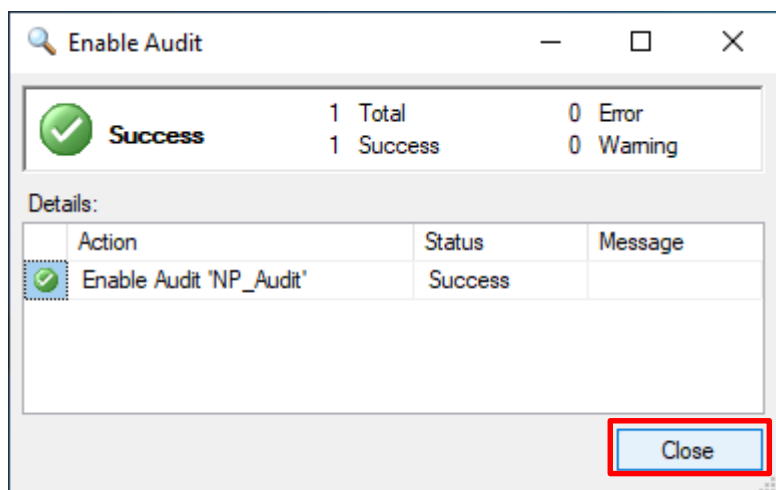 Enable Audit
Success
1 Total 0 Error
1 Success 0 Warning
Details:
Action Status Message
Enable Audit 'NP_Audit' Success
Close